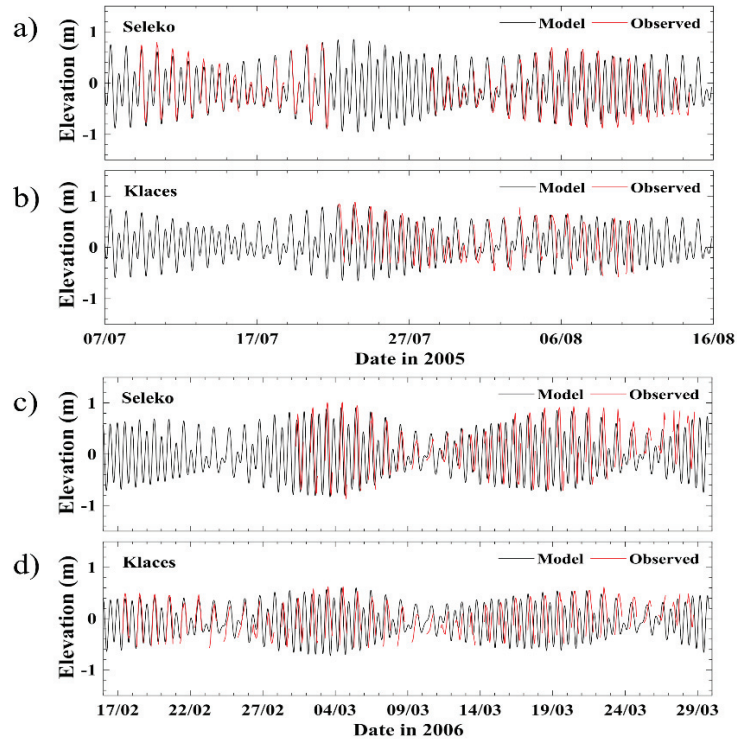 a)
Seleko
Model
Observed
Elevation (m)
1
0
-1
b)
Klaces
Model
Observed
Elevation (m)
1
0
-1
07/07
17/07
27/07
06/08
16/08
Date in 2005
c)
Seleko
Model
Observed
Elevation (m)
1
0
-1
d)
Klaces
Model
Observed
Elevation (m)
1
0
-1
17/02
22/02
27/02
04/03
09/03
14/03
19/03
24/03
29/03
Date in 2006